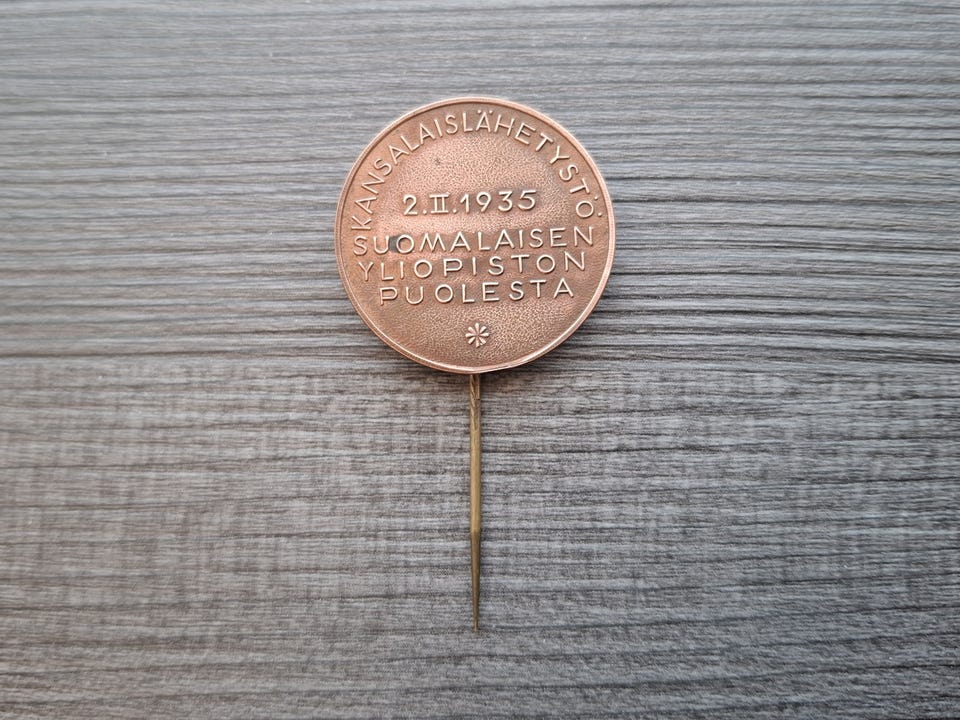 KANSALAISLÄHETYSTÖ
2.II.1935
SUOMALAISEN
YLIOPISTON
PUOLESTA